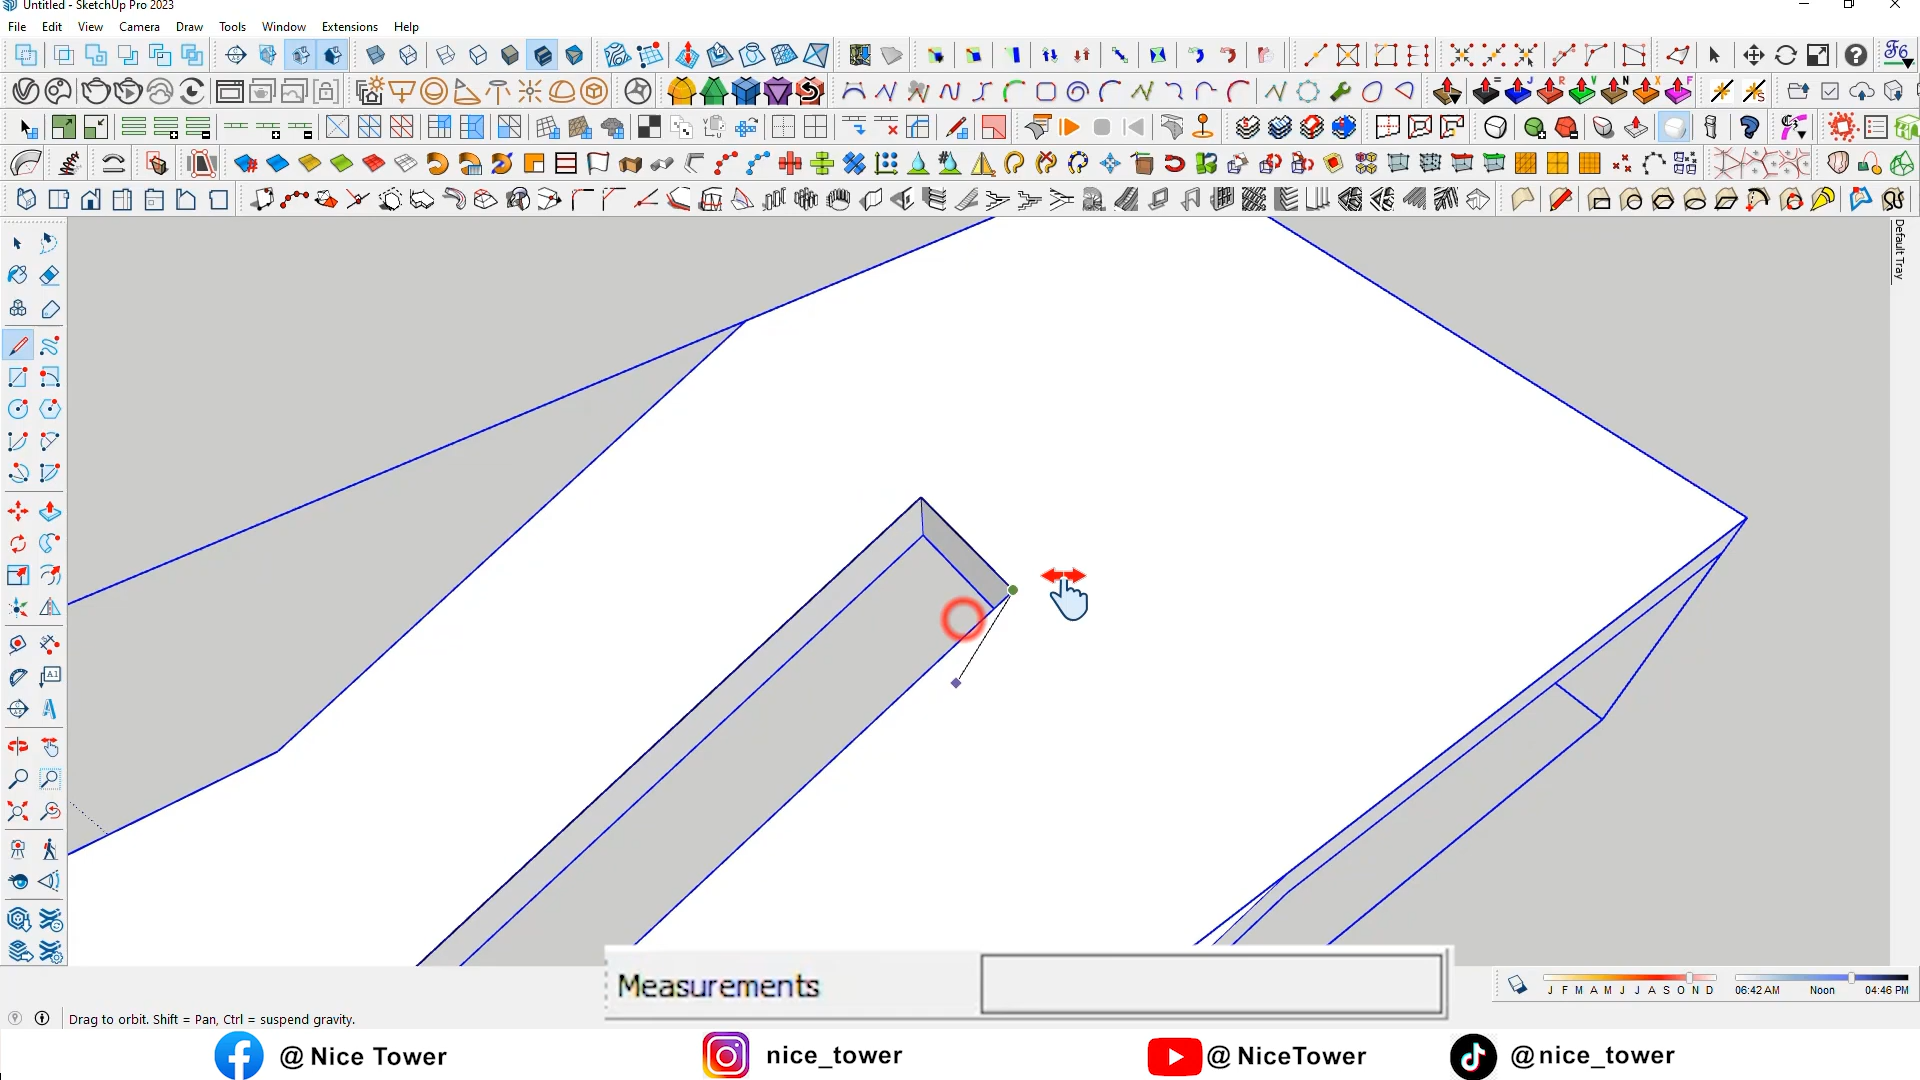 Untitled - SketchUp Pro 2023
File Edit View Camera Draw Tools Window Extensions Help
Default Tray
Measurements
J F M A M J J A S O N D
06:42 AM Noon 04:46 PM
Drag to orbit. Shift = Pan, Ctrl = suspend gravity.
@ Nice Tower nice_tower @ NiceTower @nice_tower